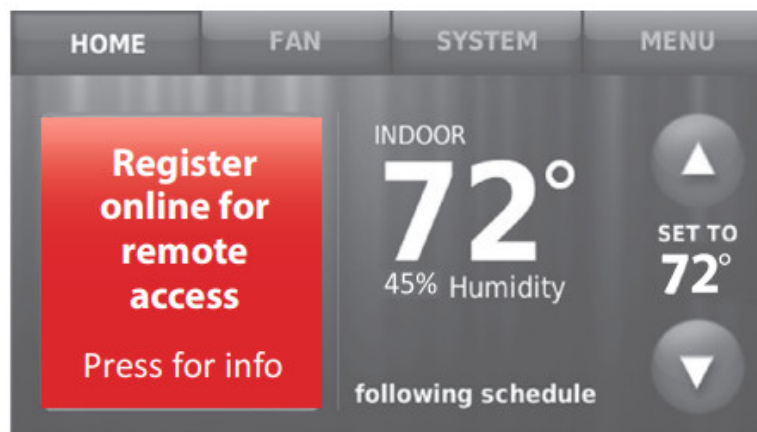 HOME FAN SYSTEM MENU
Register
online for
remote
access
Press for info
INDOOR
72°
45% Humidity
following schedule
SET TO
72°